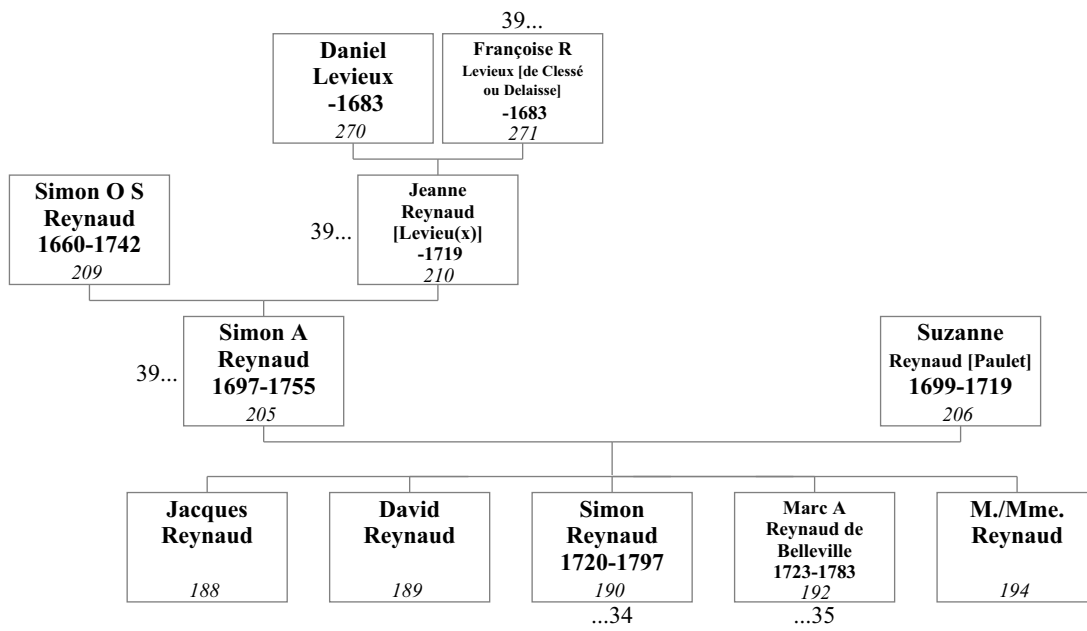 39...
Daniel
Levieux
-1683
270
Françoise R
Levieux [de Clessé
ou Delaisse]
-1683
271
Simon O S
Reynaud
1660-1742
209
39...
Jeanne
Reynaud
[Levieu(x)]
-1719
210
39...
Simon A
Reynaud
1697-1755
205
Suzanne
Reynaud [Paulet]
1699-1719
206
Jacques
Reynaud
188
David
Reynaud
189
Simon
Reynaud
1720-1797
190
...34
Marc A
Reynaud de
Belleville
1723-1783
192
...35
M./Mme.
Reynaud
194